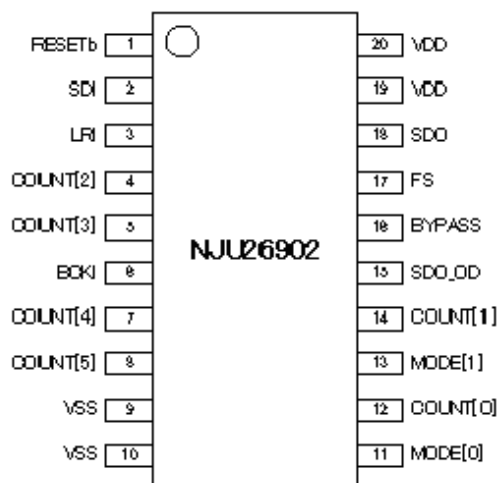 RESETb 1 20 VDD
SDI 2 19 VDD
LRI 3 18 SDO
COUNT[2] 4 17 FS
COUNT[3] 5 16 BYPASS
NJU26902
BCKI 6 15 SDO_OD
COUNT[4] 7 14 COUNT[1]
COUNT[5] 8 13 MODE[1]
VSS 9 12 COUNT[0]
VSS 10 11 MODE[0]